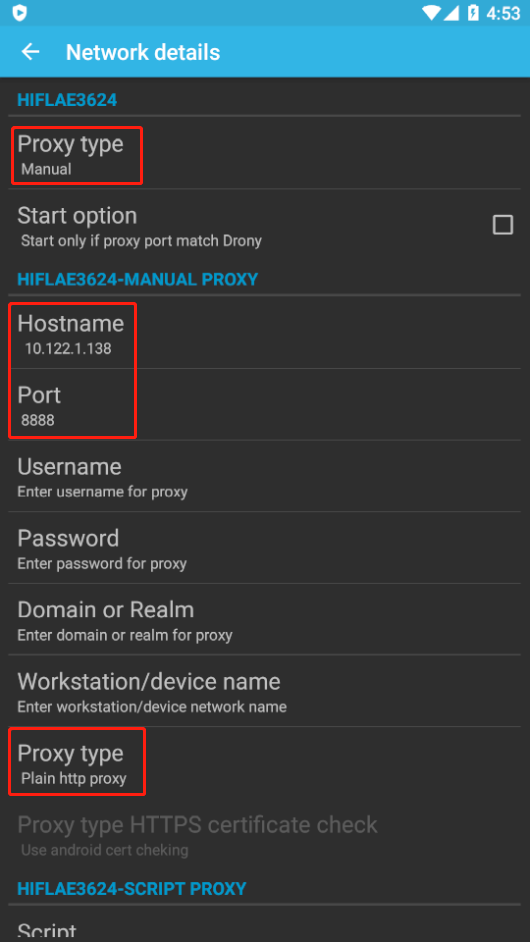 4:53
Network details
HIFLAE3624
Proxy type
Manual
Start option
Start only if proxy port match Drony
HIFLAE3624-MANUAL PROXY
Hostname
10.122.1.138
Port
8888
Username
Enter username for proxy
Password
Enter password for proxy
Domain or Realm
Enter domain or realm for proxy
Workstation/device name
Enter workstation/device network name
Proxy type
Plain http proxy
Proxy type HTTPS certificate check
Use android cert cheking
HIFLAE3624-SCRIPT PROXY
Script